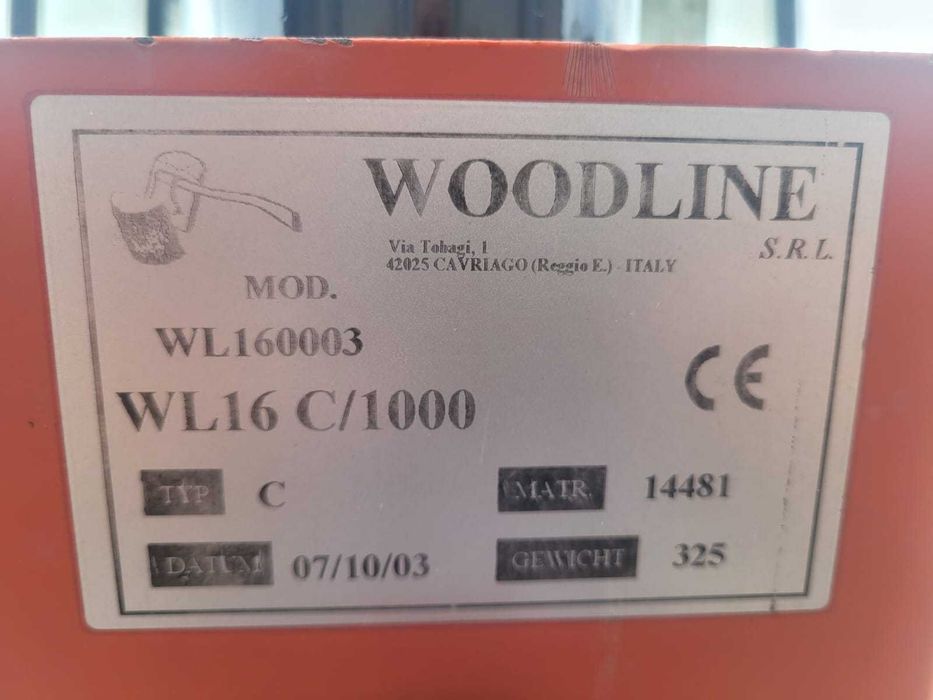 WOODLINE
S.R.L.
Via Tobagi, 1
42025 CAVRIAGO (Reggio E.) - ITALY
MOD.
WL160003
WL16 C/1000
CE
TYP C
MATR. 14481
DATUM 07/10/03
GEWICHT 325